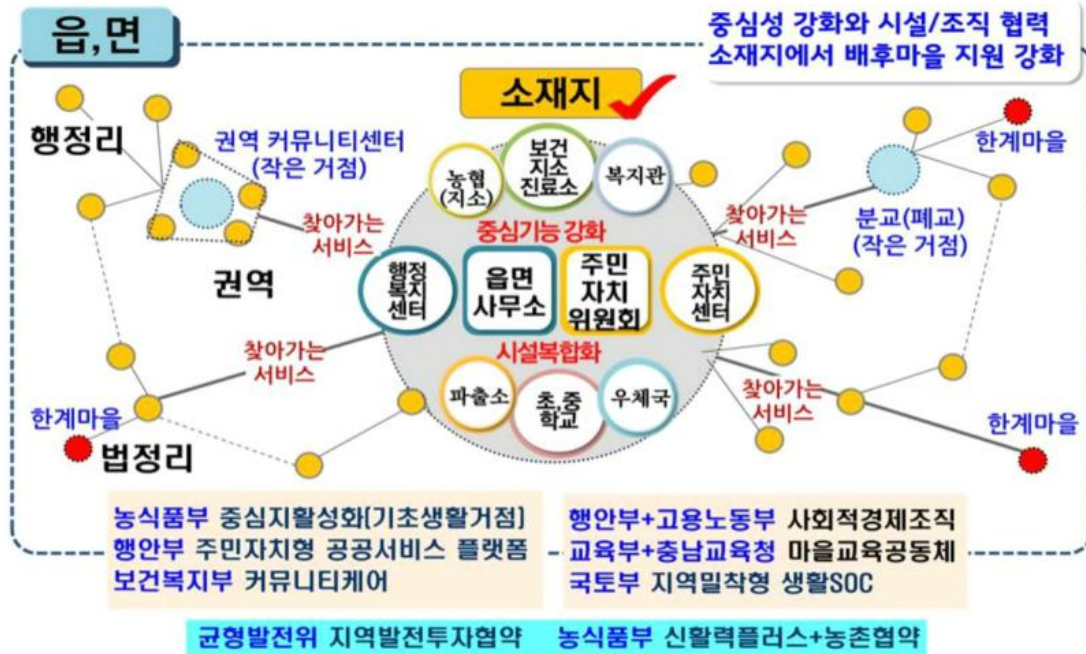 읍,면
중심성 강화와 시설/조직 협력
소재지에서 배후마을 지원 강화
소재지
행정리
권역 커뮤니티센터
(작은 거점)
한계마을
농협
(지소)
보건
지소
진료소
복지관
찾아가는
서비스
중심기능 강화
찾아가는
서비스
분교(폐교)
(작은 거점)
권역
행정
복지
센터
읍면
사무소
주민
자치
위원회
주민
자치
센터
찾아가는
서비스
시설복합화
찾아가는
서비스
파출소
초,중
학교
우체국
한계마을
법정리
한계마을
농식품부 중심지활성화(기초생활거점)
행안부 주민자치형 공공서비스 플랫폼
보건복지부 커뮤니티케어
행안부+고용노동부 사회적경제조직
교육부+충남교육청 마을교육공동체
국토부 지역밀착형 생활SOC
균형발전위 지역발전투자협약 농식품부 신활력플러스+농촌협약